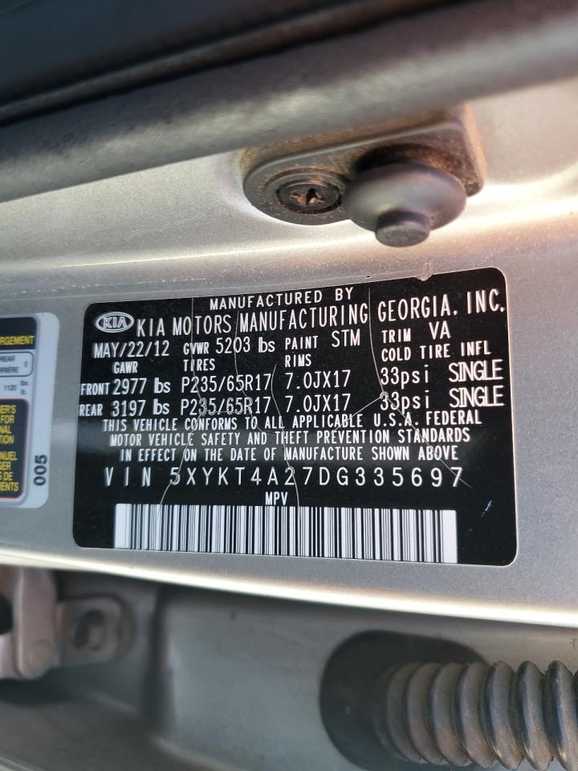 MANUFACTURED BY
KIA KIA MOTORS MANUFACTURING GEORGIA, INC.
MAY/22/12 GVWR 5203 lbs PAINT STM TRIM VA
GAWR TIRES RIMS COLD TIRE INFL
FRONT 2977 lbs P235/65R17 7.0JX17 33psi SINGLE
REAR 3197 lbs P235/65R17 7.0JX17 33psi SINGLE
THIS VEHICLE CONFORMS TO ALL APPLICABLE U.S.A. FEDERAL
MOTOR VEHICLE SAFETY AND THEFT PREVENTION STANDARDS
IN EFFECT ON THE DATE OF MANUFACTURE SHOWN ABOVE
VIN 5XYKT4A27DG335697
MPV
005